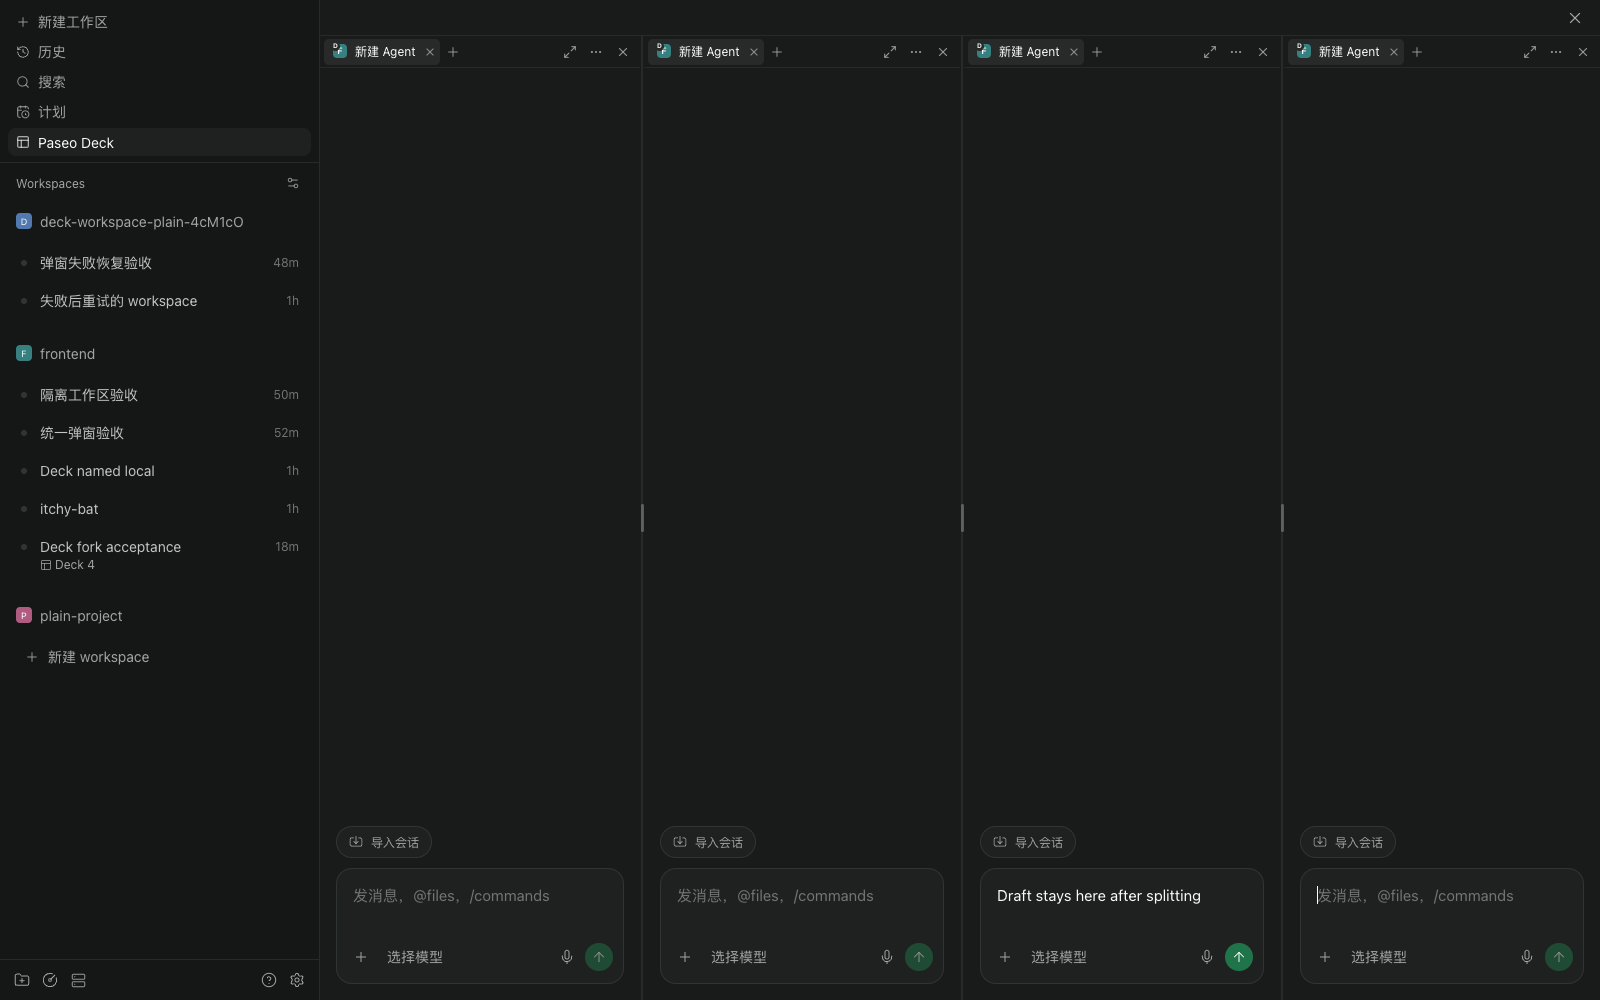 新建工作区
历史
搜索
计划
Paseo Deck
Workspaces
D deck-workspace-plain-4cM1cO
弹窗失败恢复验收 48m
失败后重试的 workspace 1h
F frontend
隔离工作区验收 50m
统一弹窗验收 52m
Deck named local 1h
itchy-bat 1h
Deck fork acceptance 18m
Deck 4
P plain-project
新建 workspace
D F 新建 Agent
导入会话
发消息，@files，/commands
选择模型
D F 新建 Agent
导入会话
发消息，@files，/commands
选择模型
D F 新建 Agent
导入会话
Draft stays here after splitting
选择模型
D F 新建 Agent
导入会话
发消息，@files，/commands
选择模型